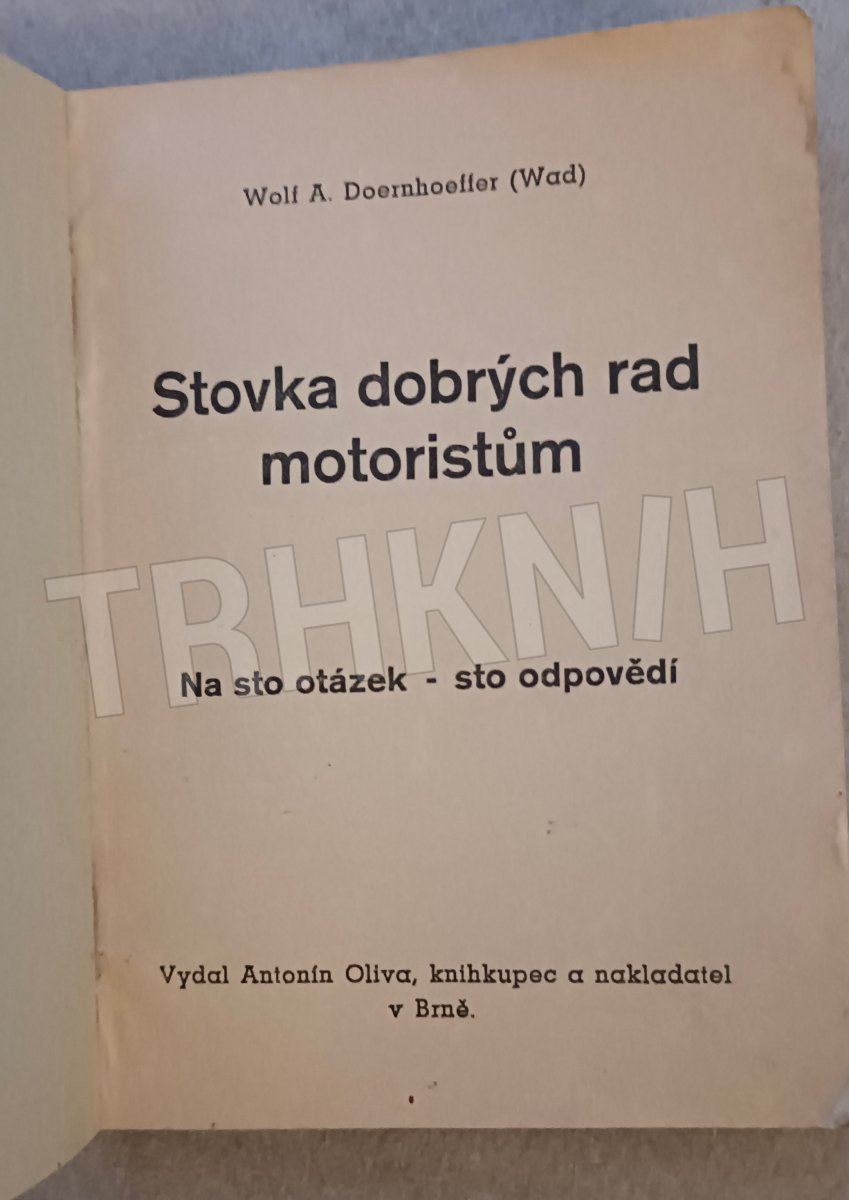 Wolf A. Doernhoeffer (Wad)
Stovka dobrých rad
motoristům
TRHKNIH
Na sto otázek - sto odpovědí
Vydal Antonín Oliva, knihkupec a nakladatel
v Brně.